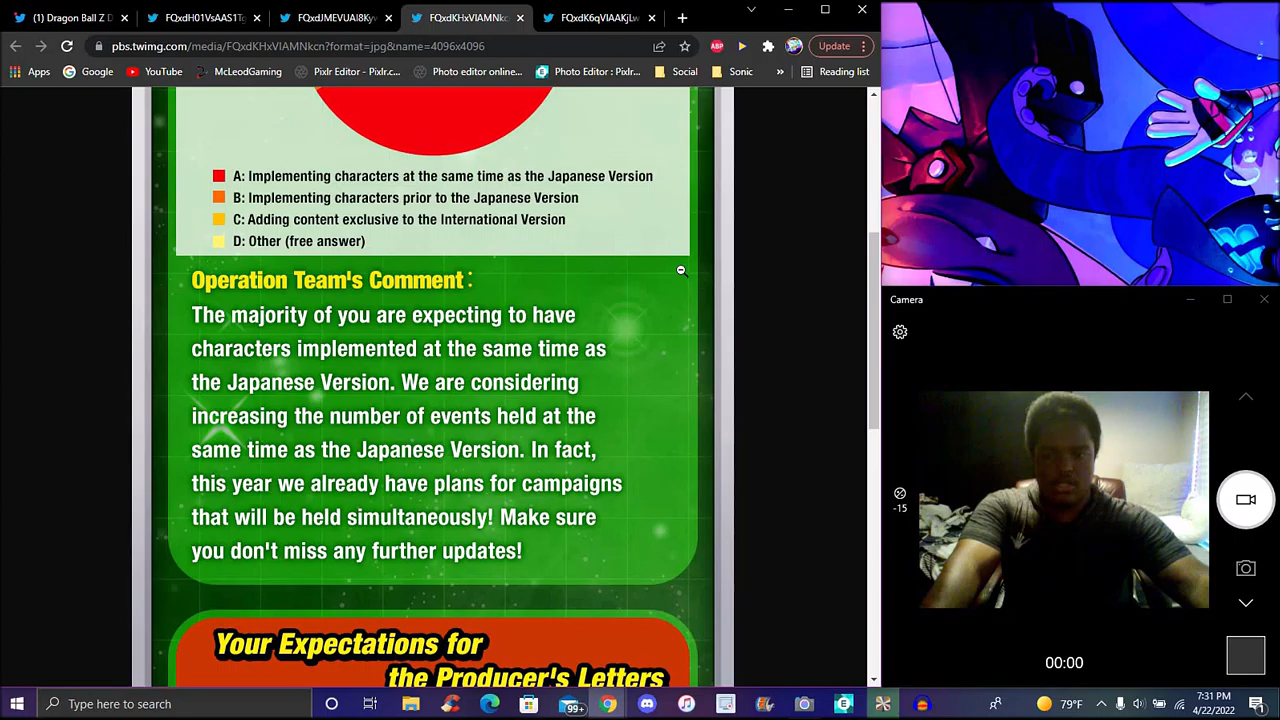 (1) Dragon Ball Z D
FQxdH01VsAAS1Tg
FQxdJMEVUAI8Kyv
FQxdKHxVIAMNkc
FQxdK6qVIAAKjLw
pbs.twimg.com/media/FQxdKHxVIAMNkcn?format=jpg&name=4096x4096
ABP
Update
Apps
Google
YouTube
McLeodGaming
Pixlr Editor - Pixlr.c...
Photo editor online...
Photo Editor : Pixlr...
Social
Sonic
»
Reading list
A: Implementing characters at the same time as the Japanese Version
B: Implementing characters prior to the Japanese Version
C: Adding content exclusive to the International Version
D: Other (free answer)
Operation Team's Comment:
The majority of you are expecting to have
characters implemented at the same time as
the Japanese Version. We are considering
increasing the number of events held at the
same time as the Japanese Version. In fact,
this year we already have plans for campaigns
that will be held simultaneously! Make sure
you don't miss any further updates!
Your Expectations for
the Producer's Letters
Camera
-15
00:00
Type here to search
99+
79°F
7:31 PM
4/22/2022
1